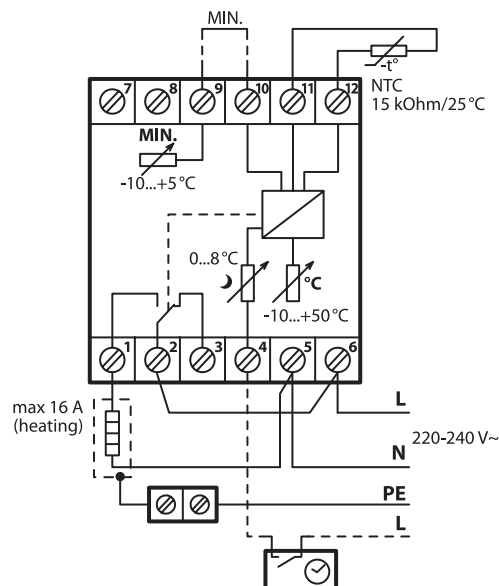 MIN.
-t°
NTC
15 kOhm/25 °C
7 8 9 10 11 12
MIN.
-10...+5 °C
0...8 °C
°C
-10...+50 °C
1 2 3 4 5 6
max 16 A
(heating)
L
220-240 V~
N
PE
L